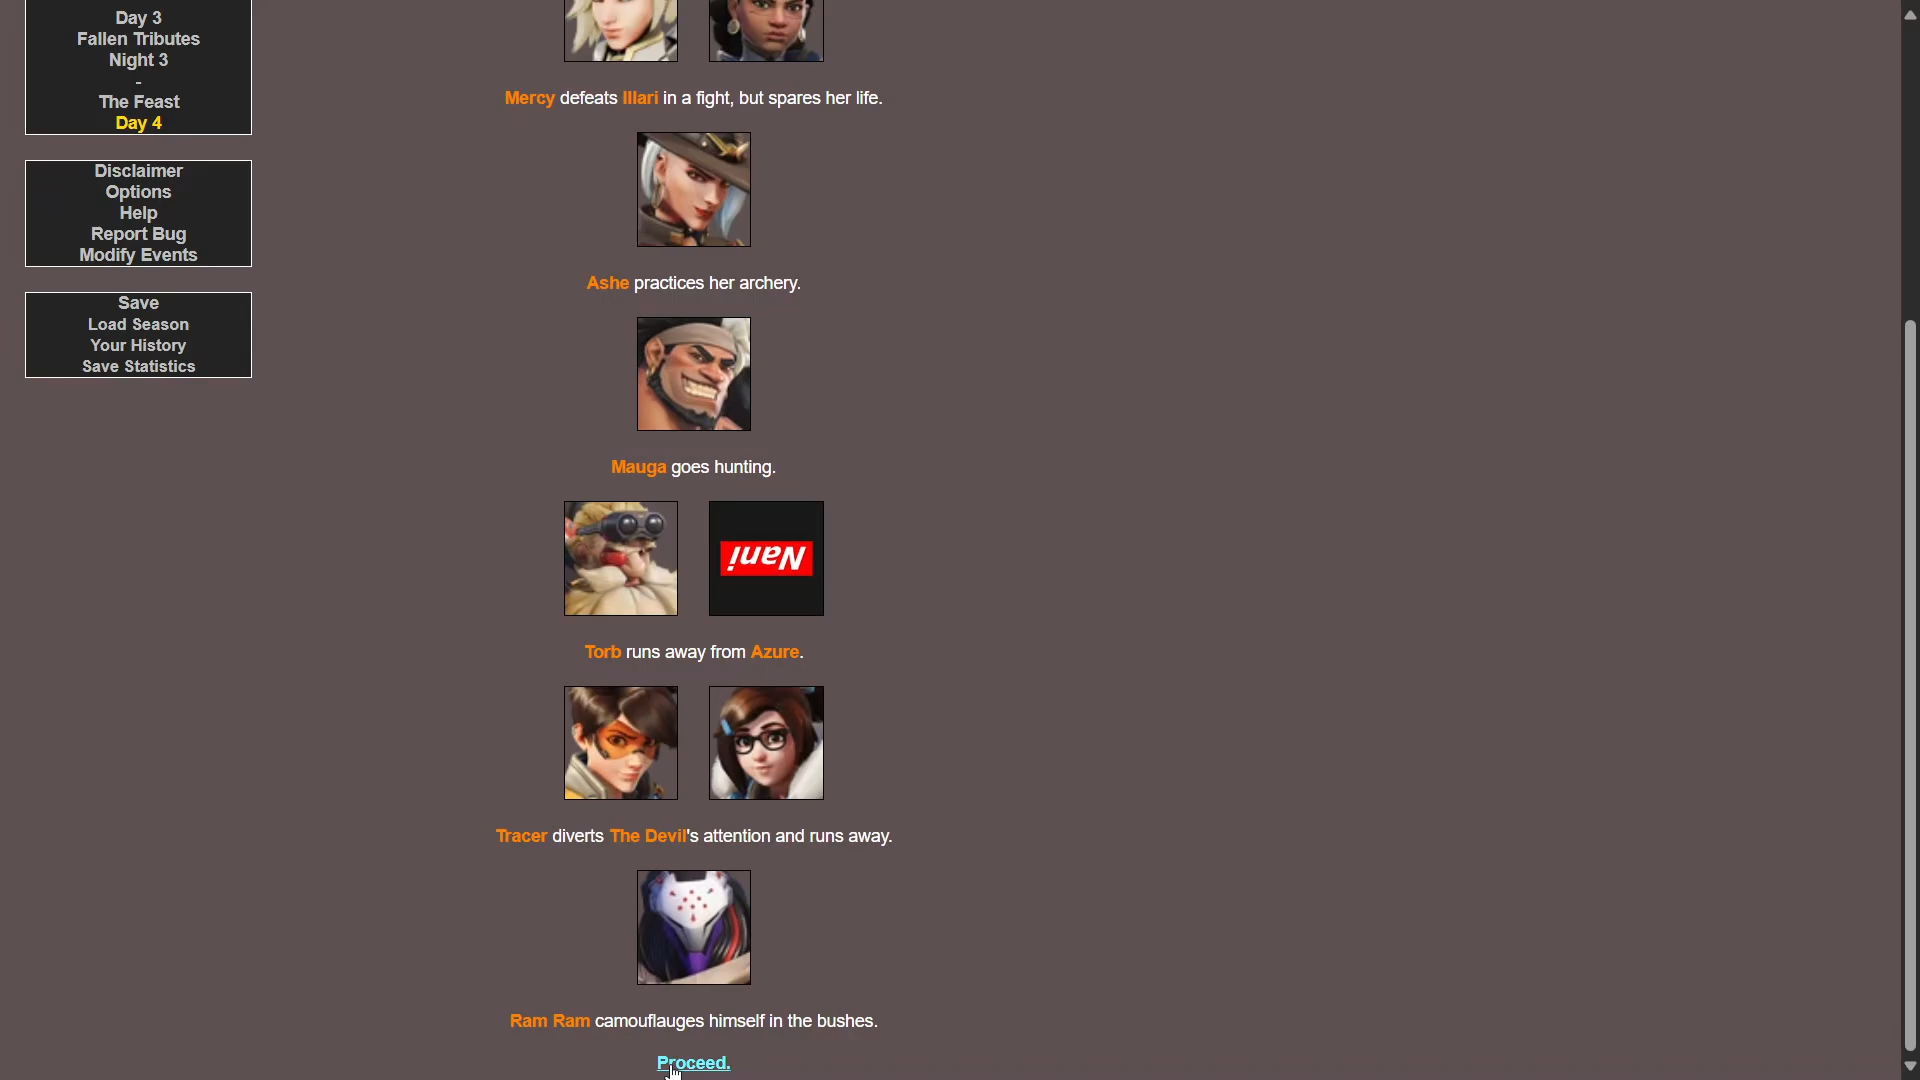 Day 3
Fallen Tributes
Night 3
-
The Feast
Day 4
Disclaimer
Options
Help
Report Bug
Modify Events
Save
Load Season
Your History
Save Statistics
Mercy defeats Illari in a fight, but spares her life.
Ashe practices her archery.
Mauga goes hunting.
Nani
Torb runs away from Azure.
Tracer diverts The Devil's attention and runs away.
Ram Ram camouflauges himself in the bushes.
Proceed.